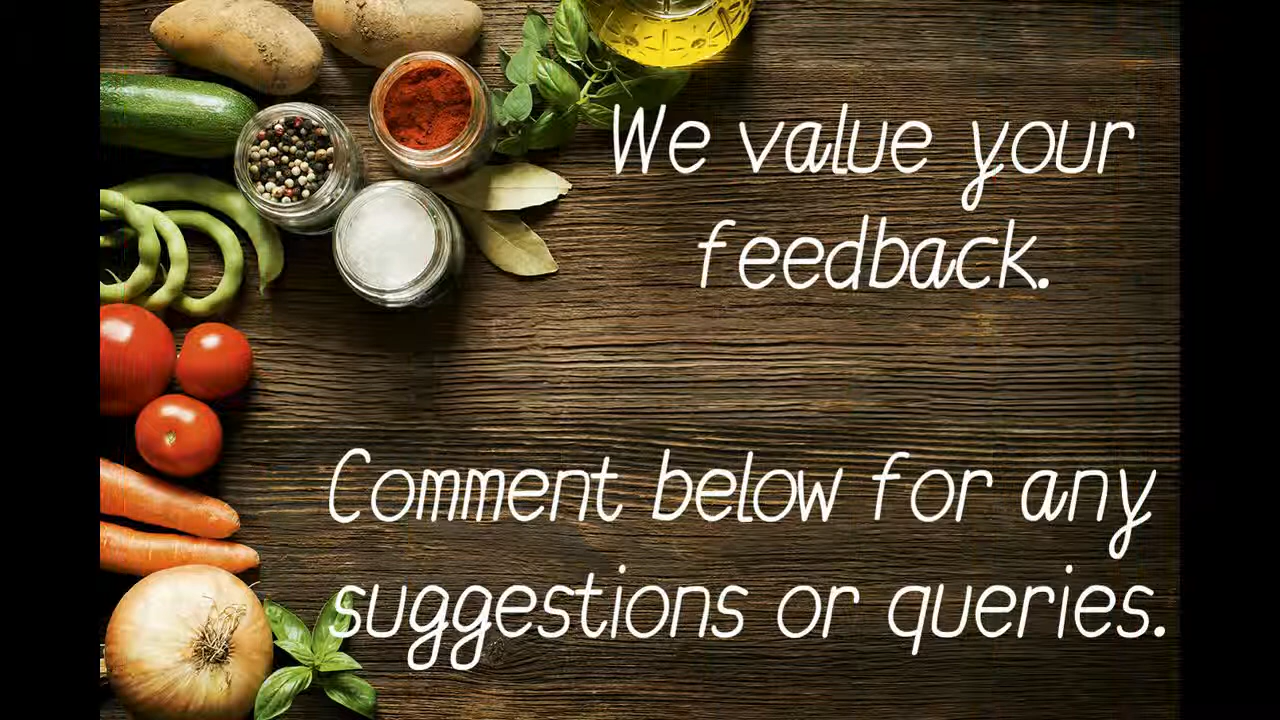 We value your
feedback.
Comment below for any
suggestions or queries.